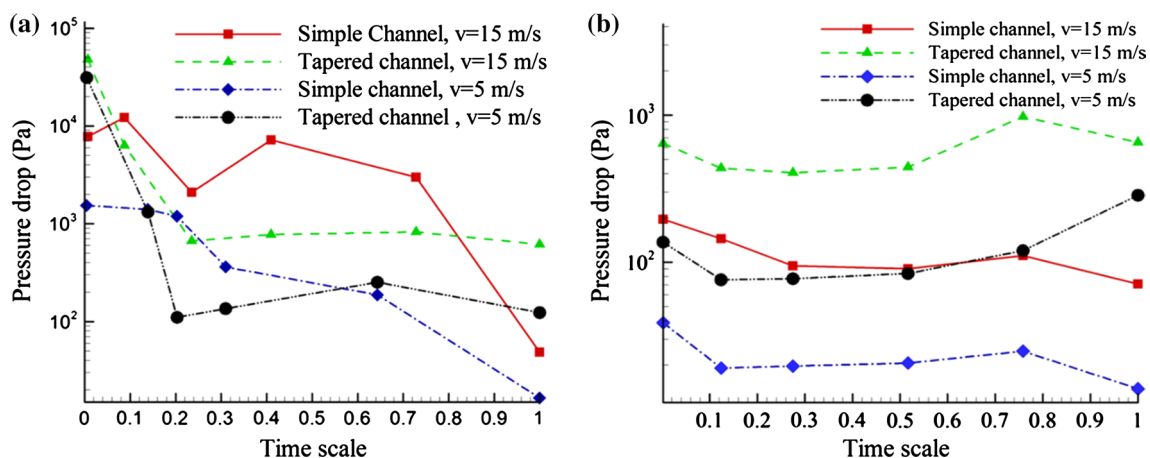 (a)
10^5
10^4
10^3
10^2
Pressure drop (Pa)
Simple Channel, v=15 m/s
Tapered channel, v=15 m/s
Simple channel, v=5 m/s
Tapered channel , v=5 m/s
0 0.1 0.2 0.3 0.4 0.5 0.6 0.7 0.8 0.9 1
Time scale
(b)
10^3
10^2
Pressure drop (Pa)
Simple channel, v=15 m/s
Tapered channel, v=15 m/s
Simple channel, v=5 m/s
Tapered channel, v=5 m/s
0.1 0.2 0.3 0.4 0.5 0.6 0.7 0.8 0.9 1
Time scale